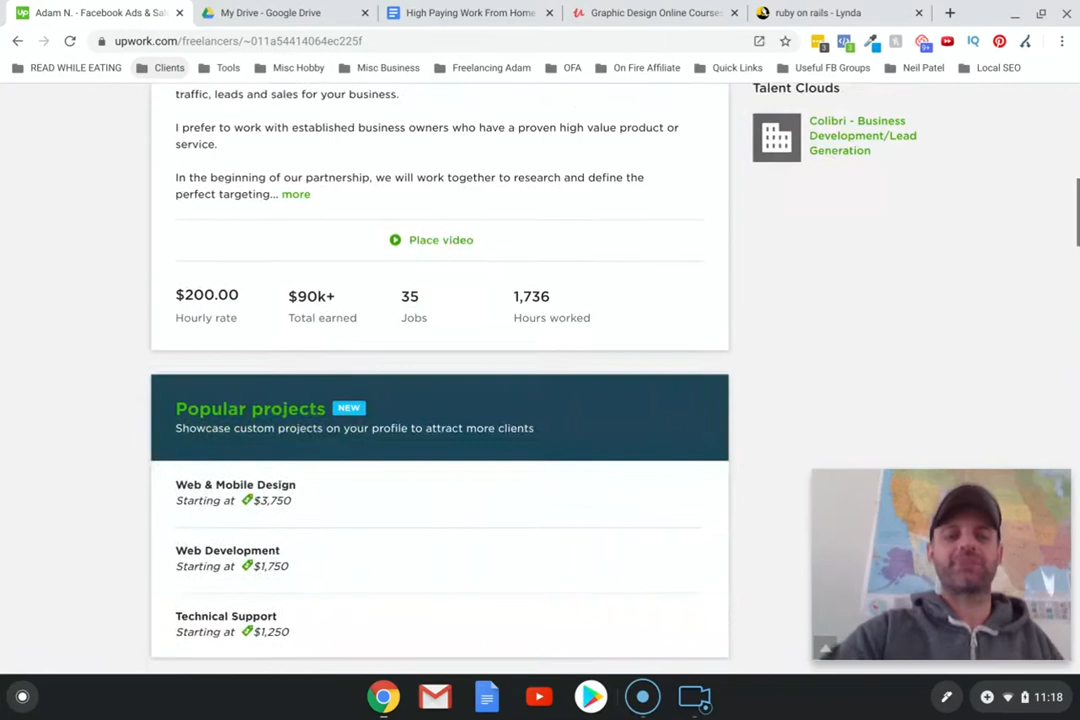 Adam N. - Facebook Ads & Sal
My Drive - Google Drive
High Paying Work From Home
Graphic Design Online Courses
ruby on rails - Lynda
upwork.com/freelancers/~011a54414064ec225f
READ WHILE EATING
Clients
Tools
Misc Hobby
Misc Business
Freelancing Adam
OFA
On Fire Affiliate
Quick Links
Useful FB Groups
Neil Patel
Local SEO
traffic, leads and sales for your business.
I prefer to work with established business owners who have a proven high value product or
service.
In the beginning of our partnership, we will work together to research and define the
perfect targeting... more
Place video
$200.00 $90k+ 35 1,736
Hourly rate Total earned Jobs Hours worked
Talent Clouds
Colibri - Business
Development/Lead
Generation
Popular projects NEW
Showcase custom projects on your profile to attract more clients
Web & Mobile Design
Starting at $3,750
Web Development
Starting at $1,750
Technical Support
Starting at $1,250
11:18